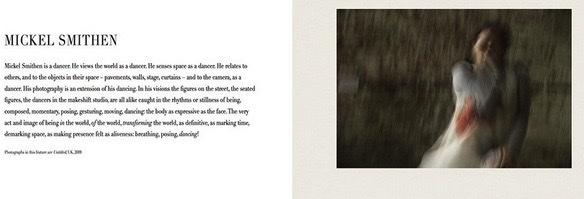 MICKEL SMITHEN
Mickel Smithen is a dancer. He views the world as a dancer. He senses space as a dancer. He relates to
others, and to the objects in their space – pavements, walls, stage, curtains – and to the camera, as a
dancer. His photography is an extension of his dancing. In his visions the figures on the street, the seated
figures, the dancers in the makeshift studio, are all alike caught in the rhythms or stillness of being,
composed, momentary, posing, gesturing, moving, dancing: the body as expressive as the face. The very
act and image of being in the world, of the world, transforming the world, as definitive, as marking time,
demarking space, as making presence felt as aliveness: breathing, posing, dancing!
Photographs in this feature are Untitled, UK, 2019